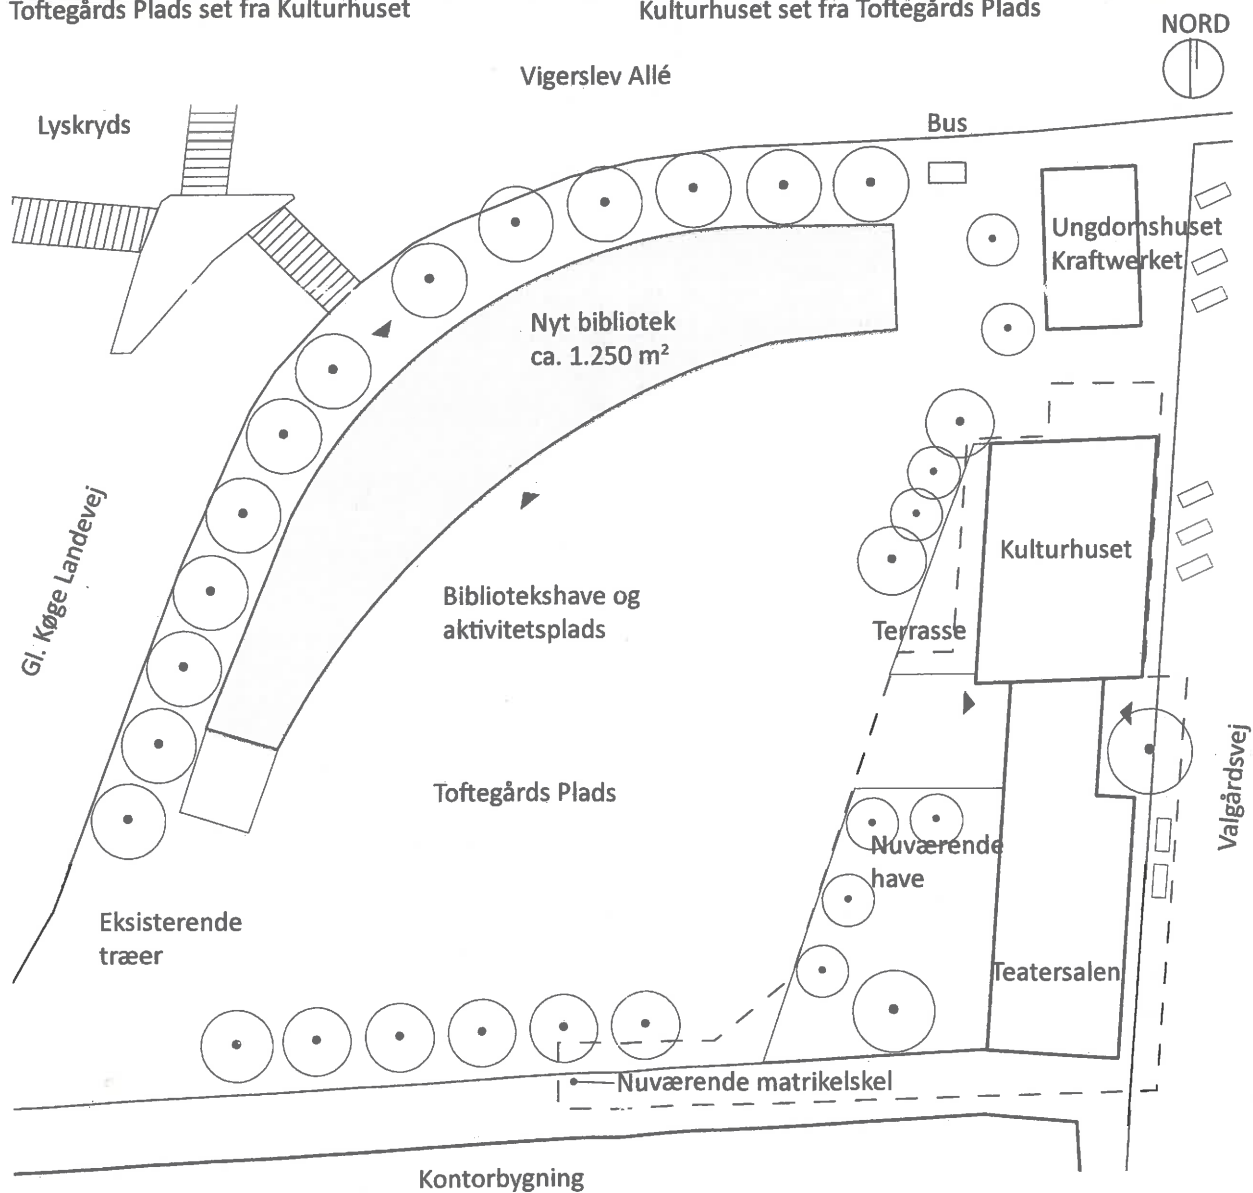 Toftegårds Plads set fra Kulturhuset
Kulturhuset set fra Toftegårds Plads
NORD
Vigerslev Allé
Lyskryds
Bus
Ungdomshuset
Kraftwerket
Nyt bibliotek
ca. 1.250 m²
Gl. Køge Landevej
Kulturhuset
Bibliotekshave og
aktivitetsplads
Terrasse
Valgårdsvej
Toftegårds Plads
Nuværende
have
Eksisterende
træer
Teatersalen
Nuværende matrikelskel
Kontorbygning